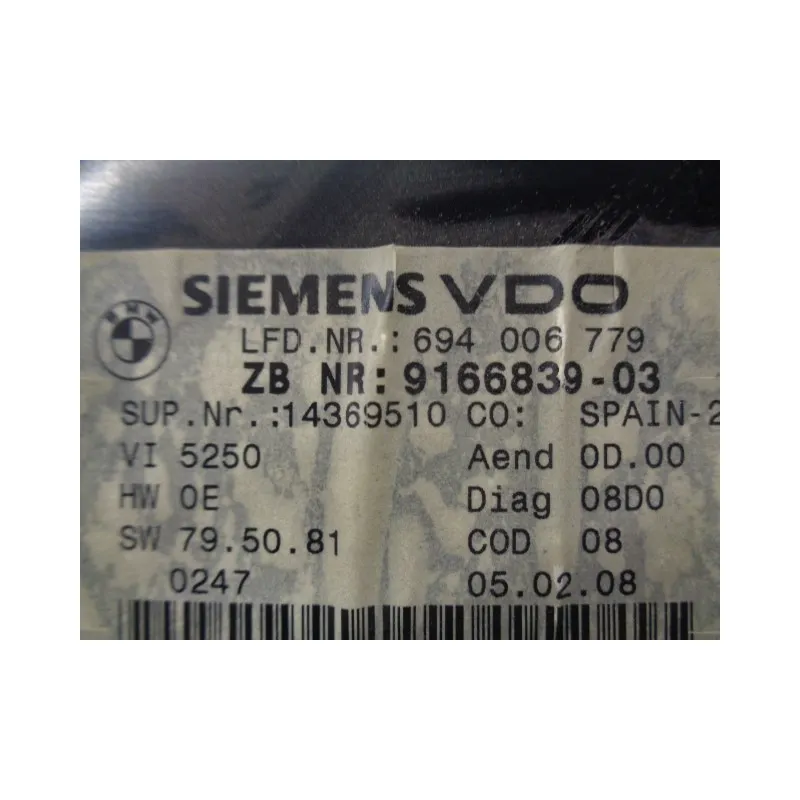 SIEMENS VDO
BMW
LFD.NR.:694 006 779
ZB NR:9166839-03
SUP.Nr.:14369510 CO: SPAIN-2
VI 5250 Aend 0D.00
HW 0E Diag 08D0
SW 79.50.81 COD 08
0247 05.02.08